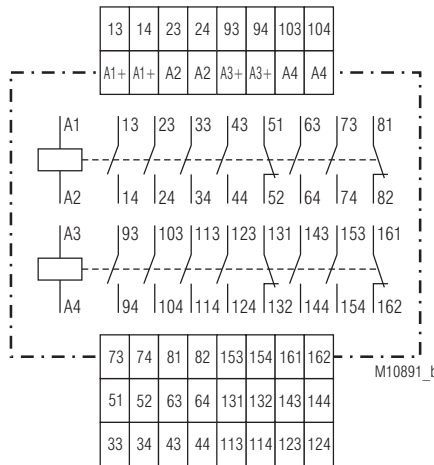 13 14 23 24 93 94 103 104
A1+ A1+ A2 A2 A3+ A3+ A4 A4
A1 13 23 33 43 51 63 73 81
A2 14 24 34 44 52 64 74 82
A3 93 103 113 123 131 143 153 161
A4 94 104 114 124 132 144 154 162
73 74 81 82 153 154 161 162
M10891_b
51 52 63 64 131 132 143 144
33 34 43 44 113 114 123 124